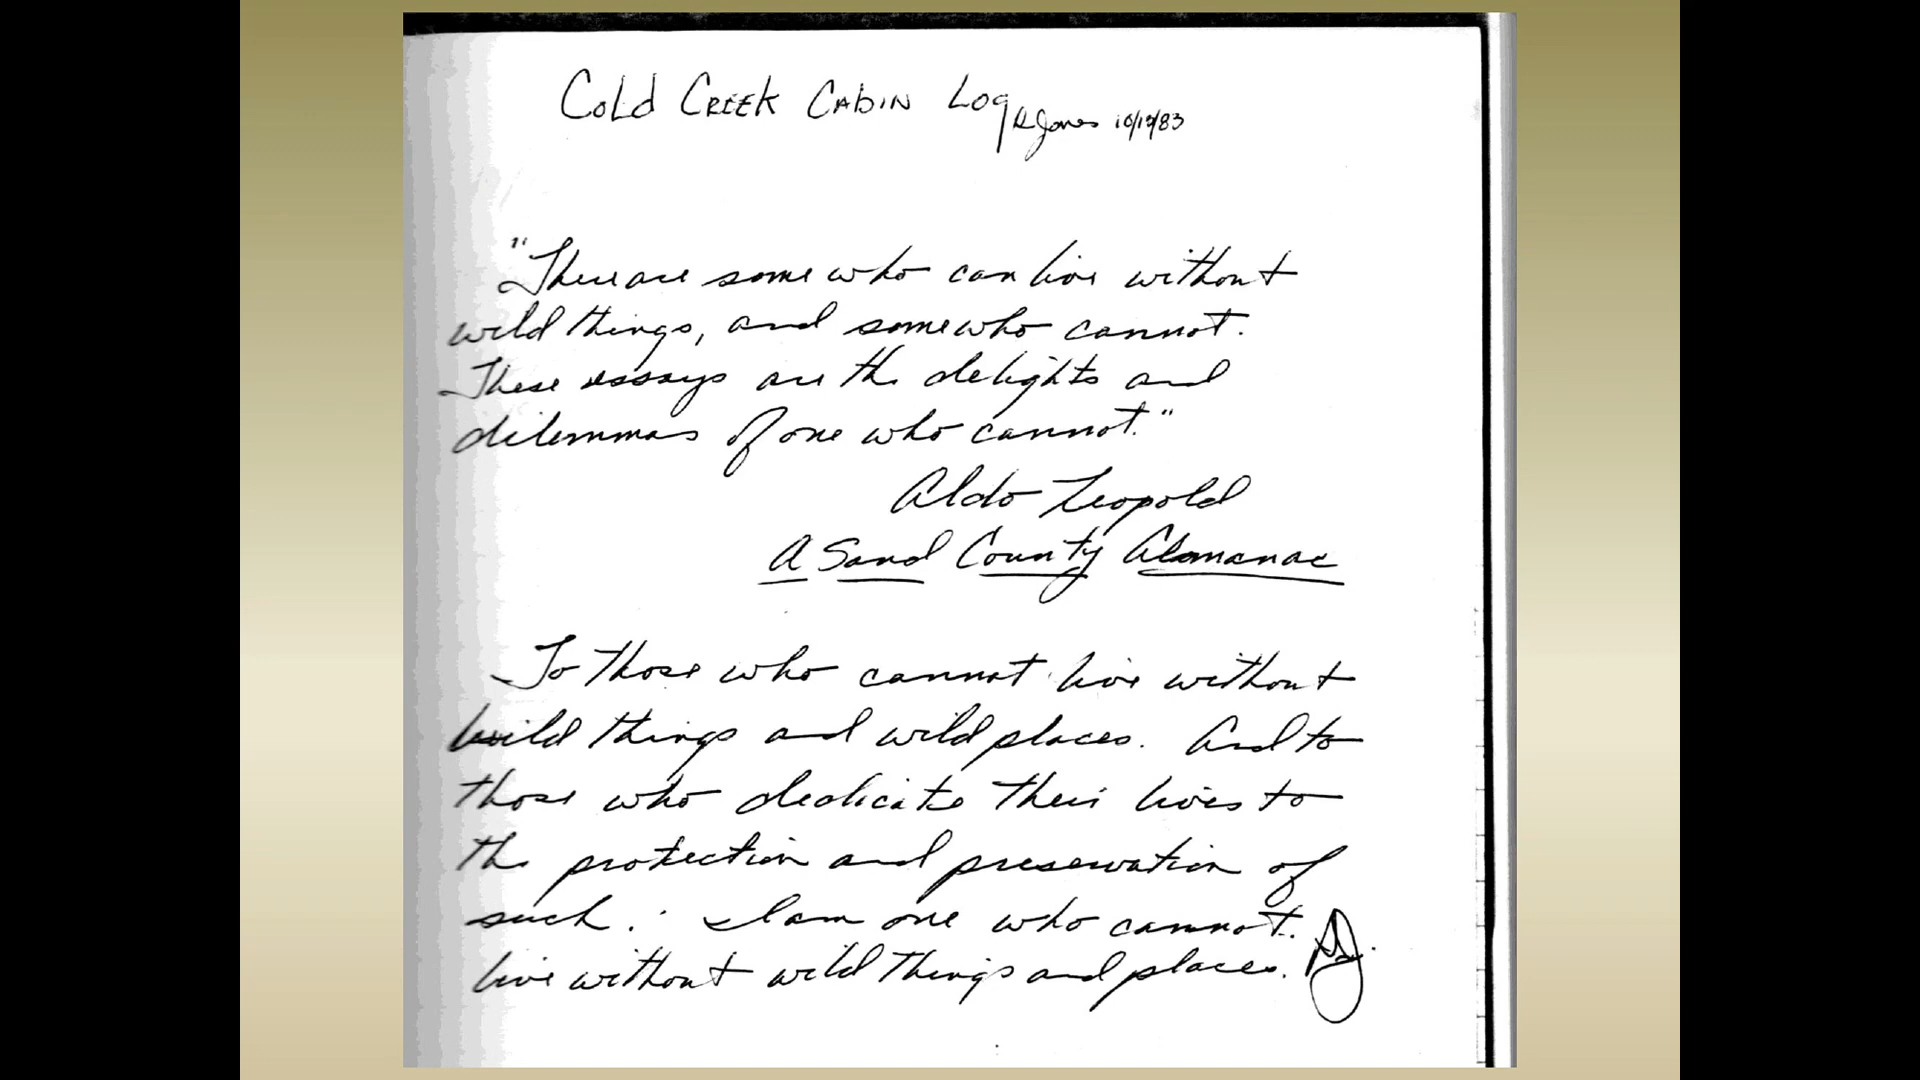 Cold Creek Cabin Log
R Jones 10/19/83
"There are some who can live without
wild things, and some who cannot.
These essays are the delights and
dilemmas of one who cannot."
Aldo Leopold
A Sand County Almanac
To those who cannot live without
wild things and wild places. And to
those who dedicate their lives to
the protection and preservation of
such. I am one who cannot.
live without wild things and places.